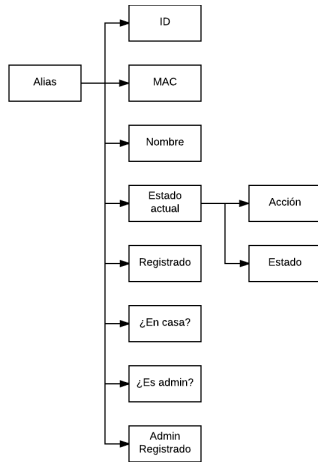 ID
Alias
MAC
Nombre
Estado
actual
Acción
Registrado
Estado
¿En casa?
¿Es admin?
Admin
Registrado